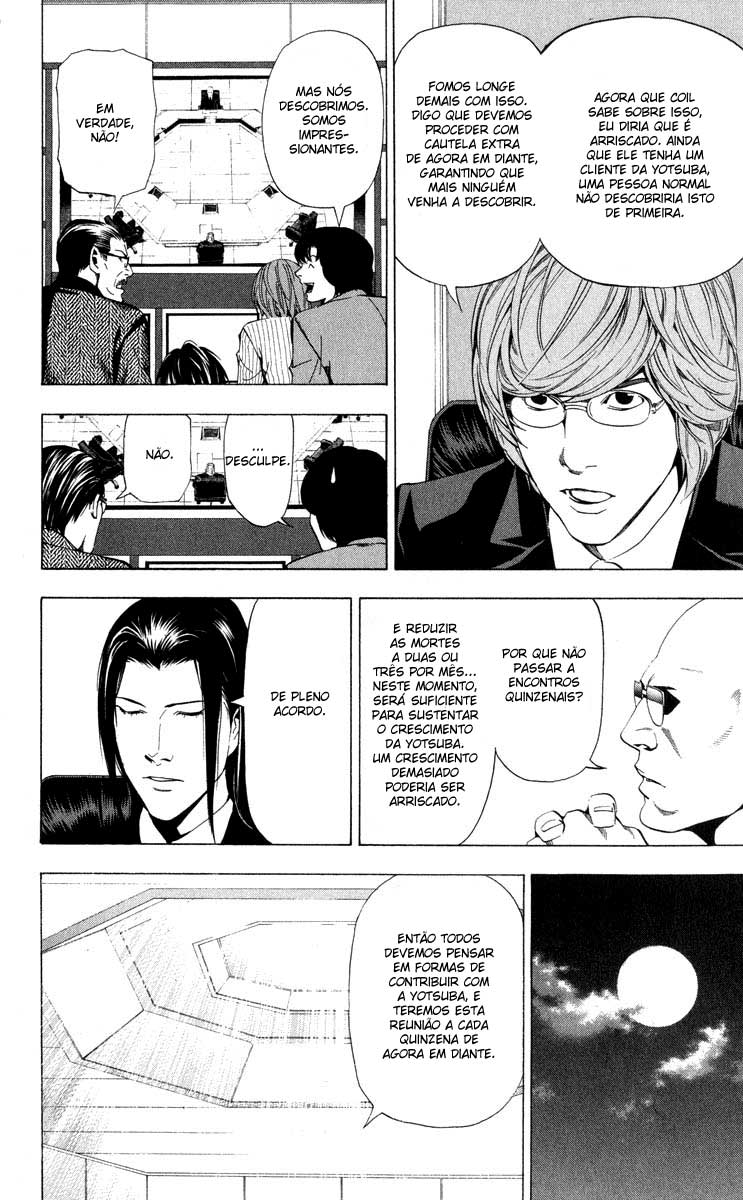 AGORA QUE COIL
SABE SOBRE ISSO,
EU DIRIA QUE É
ARRISCADO. AINDA
QUE ELE TENHA UM
CLIENTE DA YOTSUBA,
UMA PESSOA NORMAL
NÃO DESCOBRIRIA ISTO
DE PRIMEIRA.
FOMOS LONGE
DEMAIS COM ISSO.
DIGO QUE DEVEMOS
PROCEDER COM
CAUTELA EXTRA
DE AGORA EM DIANTE,
GARANTINDO QUE
MAIS NINGUÉM
VENHA A DESCOBRIR.
MAS NÓS
DESCOBRIMOS.
SOMOS
IMPRES-
SIONANTES.
EM
VERDADE,
NÃO!
...
DESCULPE.
NÃO.
POR QUE NÃO
PASSAR A
ENCONTROS
QUINZENAIS?
E REDUZIR
AS MORTES
A DUAS OU
TRÊS POR MÊS...
NESTE MOMENTO,
SERÁ SUFICIENTE
PARA SUSTENTAR
O CRESCIMENTO
DA YOTSUBA.
UM CRESCIMENTO
DEMASIADO
PODERIA SER
ARRISCADO.
DE PLENO
ACORDO.
ENTÃO TODOS
DEVEMOS PENSAR
EM FORMAS DE
CONTRIBUIR COM
A YOTSUBA, E
TEREMOS ESTA
REUNIÃO A CADA
QUINZENA DE
AGORA EM DIANTE.